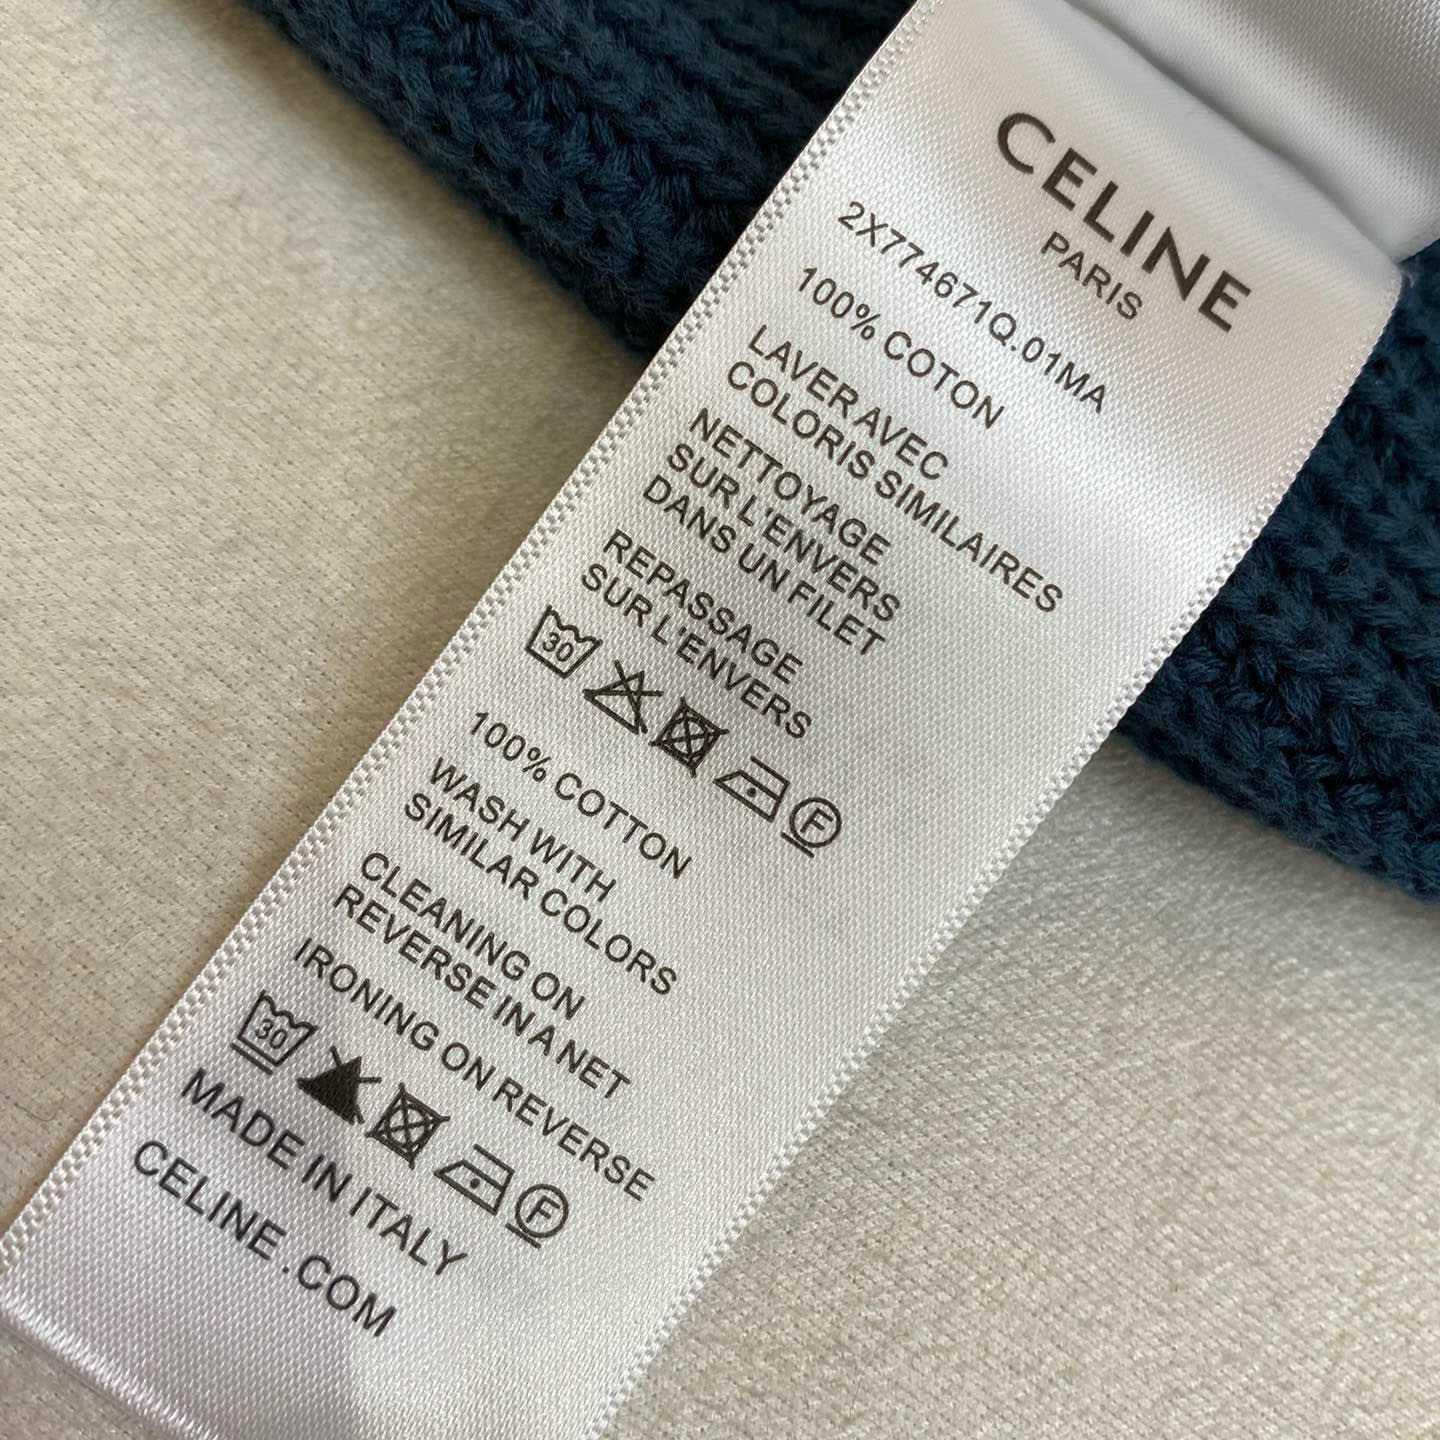 CELINE
PARIS
2X774671Q.01MA
100% COTON
LAVER AVEC
COLORIS SIMILAIRES
NETTOYAGE
SUR L'ENVERS
DANS UN FILET
REPASSAGE
SUR L'ENVERS
30 F
100% COTTON
WASH WITH
SIMILAR COLORS
CLEANING ON
REVERSE IN A NET
IRONING ON REVERSE
30 F
MADE IN ITALY
CELINE .COM